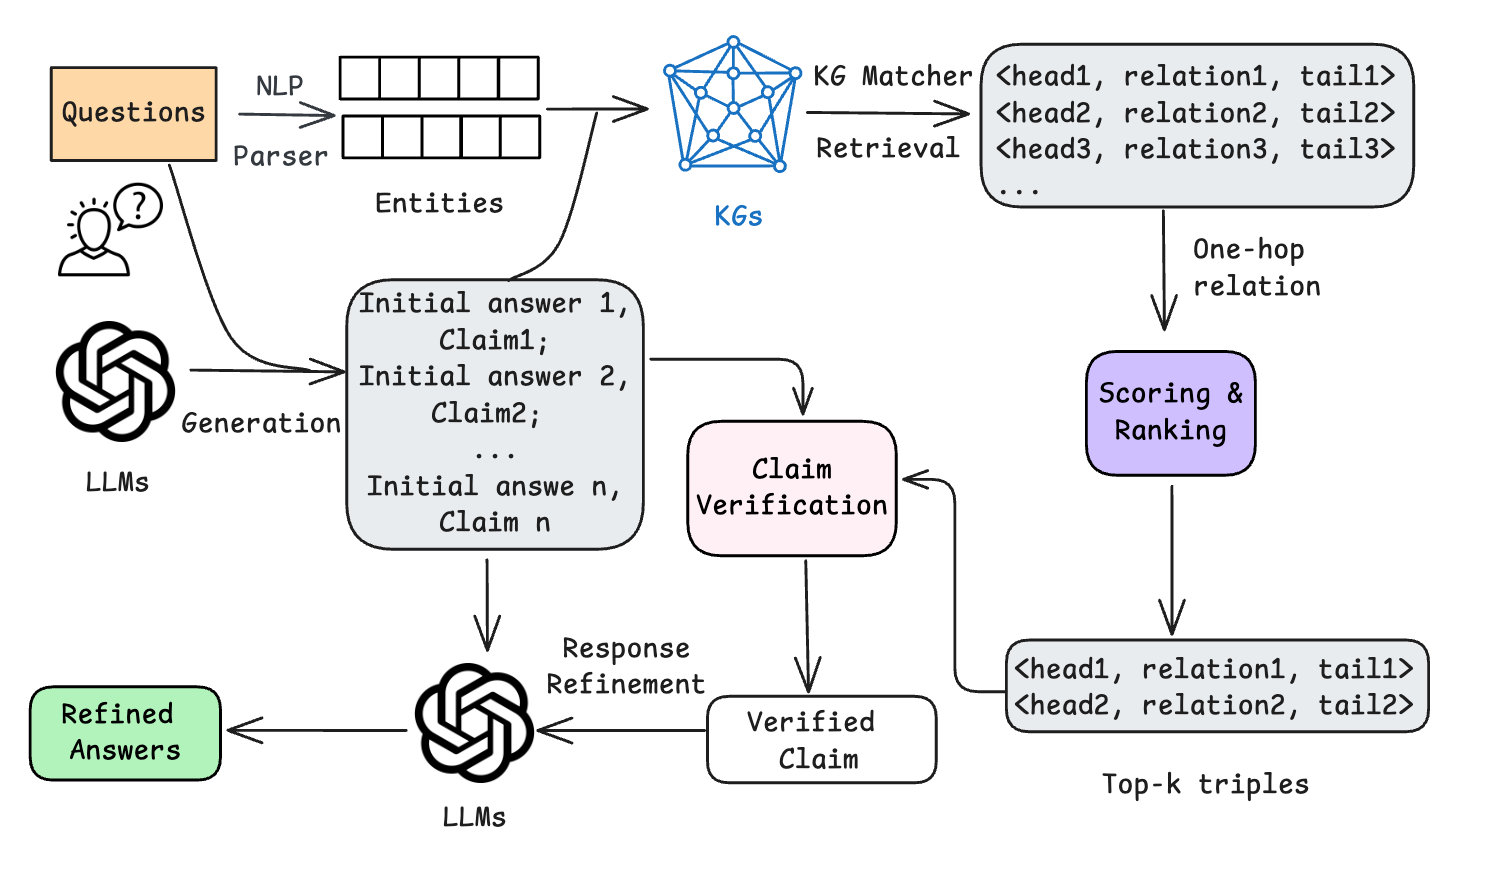 Questions
NLP
Parser
Entities
KGs
KG Matcher
Retrieval
<head1, relation1, tail1>
<head2, relation2, tail2>
<head3, relation3, tail3>
...
?
One-hop
relation
LLMs
Generation
Initial answer 1,
Claim1;
Initial answer 2,
Claim2;
...
Initial answe n,
Claim n
Claim
Verification
Scoring &
Ranking
<head1, relation1, tail1>
<head2, relation2, tail2>
Top-k triples
Verified
Claim
Response
Refinement
LLMs
Refined
Answers